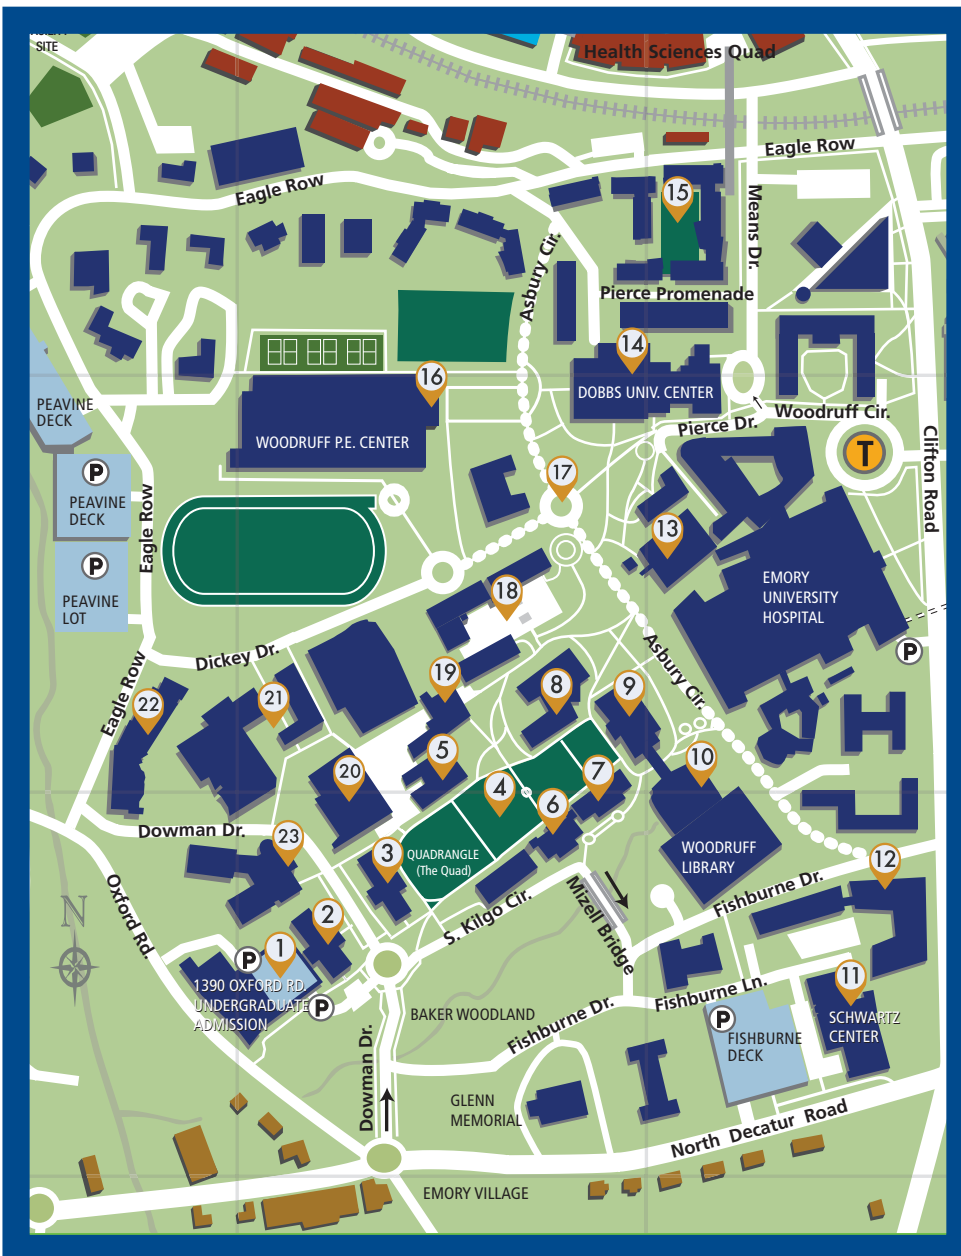 SITE
Health Sciences Quad
Eagle Row
Eagle Row
15
Means Dr.
Asbury Cir.
Pierce Promenade
14
16
DOBBS UNIV. CENTER
PEAVINE
DECK
WOODRUFF P.E. CENTER
Woodruff Cir.
Pierce Dr.
T
Clifton Road
P
PEAVINE
DECK
17
Eagle Row
13
P
PEAVINE
LOT
EMORY
UNIVERSITY
HOSPITAL
18
Dickey Dr.
P
Asbury Cir.
Eagle Row
19
8
9
22
21
5
20
4
7
10
6
Dowman Dr.
23
3
QUADRANGLE
(The Quad)
WOODRUFF
LIBRARY
12
Fishburne Dr.
Oxford Rd.
N
2
S. Kilgo Cir.
Mizell Bridge
1
P
1390 OXFORD RD.
UNDERGRADUATE
ADMISSION
P
11
Fishburne Ln.
BAKER WOODLAND
Fishburne Dr.
P
FISHBURNE
DECK
SCHWARTZ
CENTER
Dowman Dr.
GLENN
MEMORIAL
North Decatur Road
EMORY VILLAGE